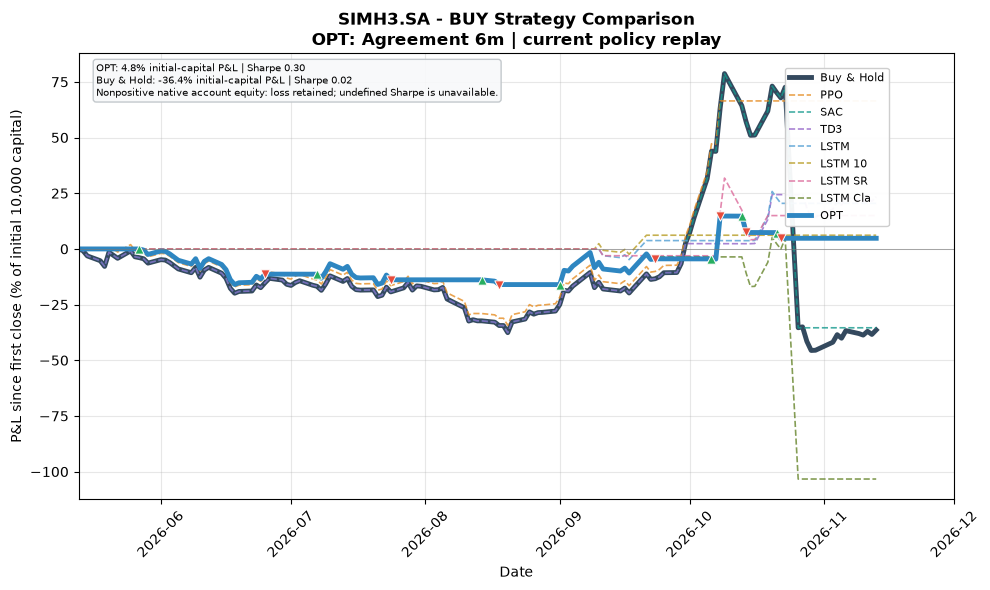 SIMH3.SA - BUY Strategy Comparison
OPT: Agreement 6m | current policy replay
OPT: 4.8% initial-capital P&L | Sharpe 0.30
Buy & Hold: -36.4% initial-capital P&L | Sharpe 0.02
Nonpositive native account equity: loss retained; undefined Sharpe is unavailable.
Buy & Hold
PPO
SAC
TD3
LSTM
LSTM 10
LSTM SR
LSTM Cla
OPT
P&L since first close (% of initial 10,000 capital)
75
50
25
0
−25
−50
−75
−100
2026-06
2026-07
2026-08
2026-09
2026-10
2026-11
2026-12
Date